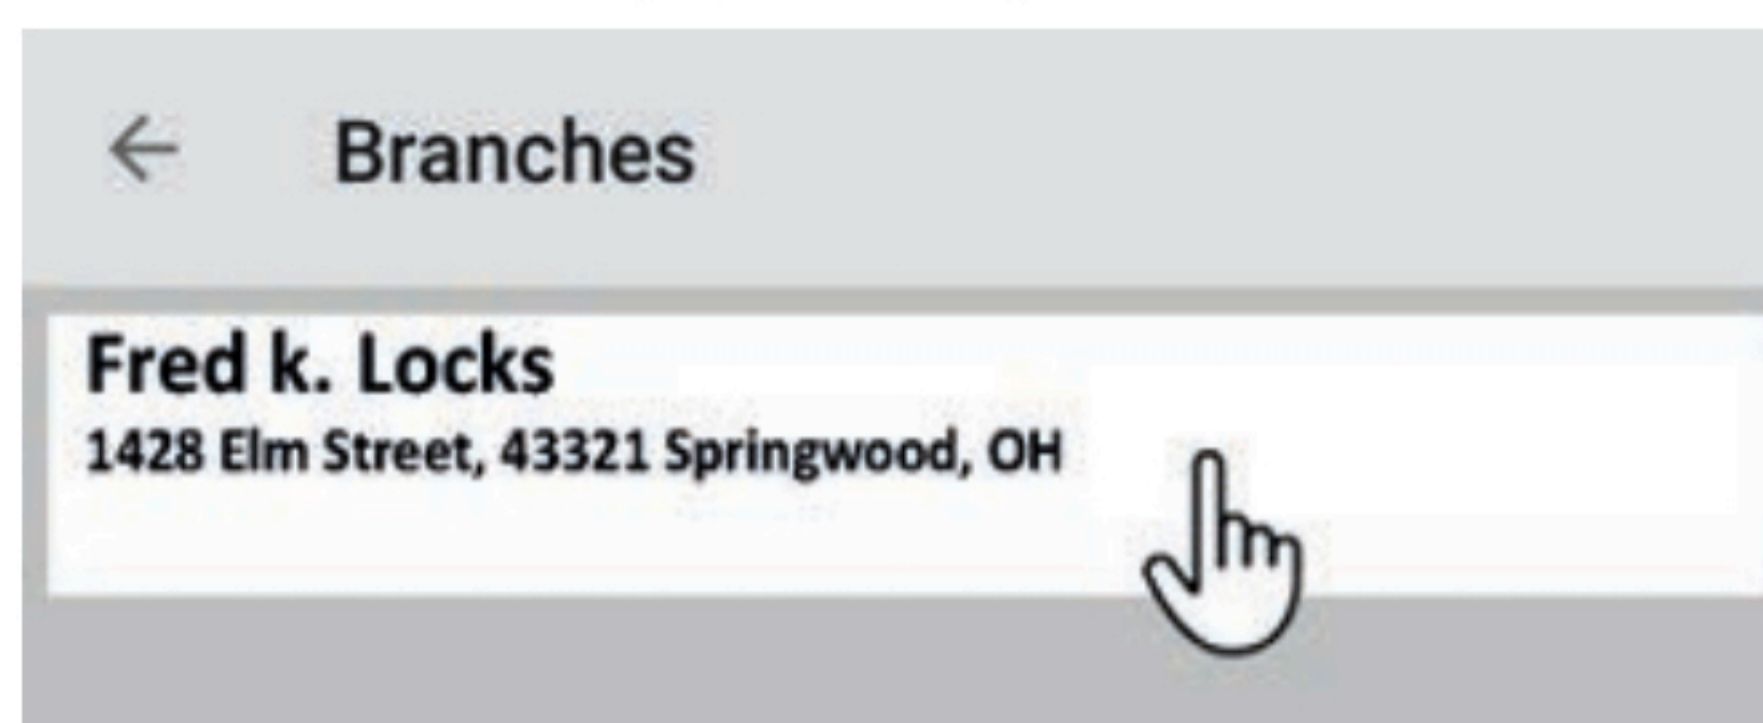 Branches
Fred k. Locks
1428 Elm Street, 43321 Springwood, OH